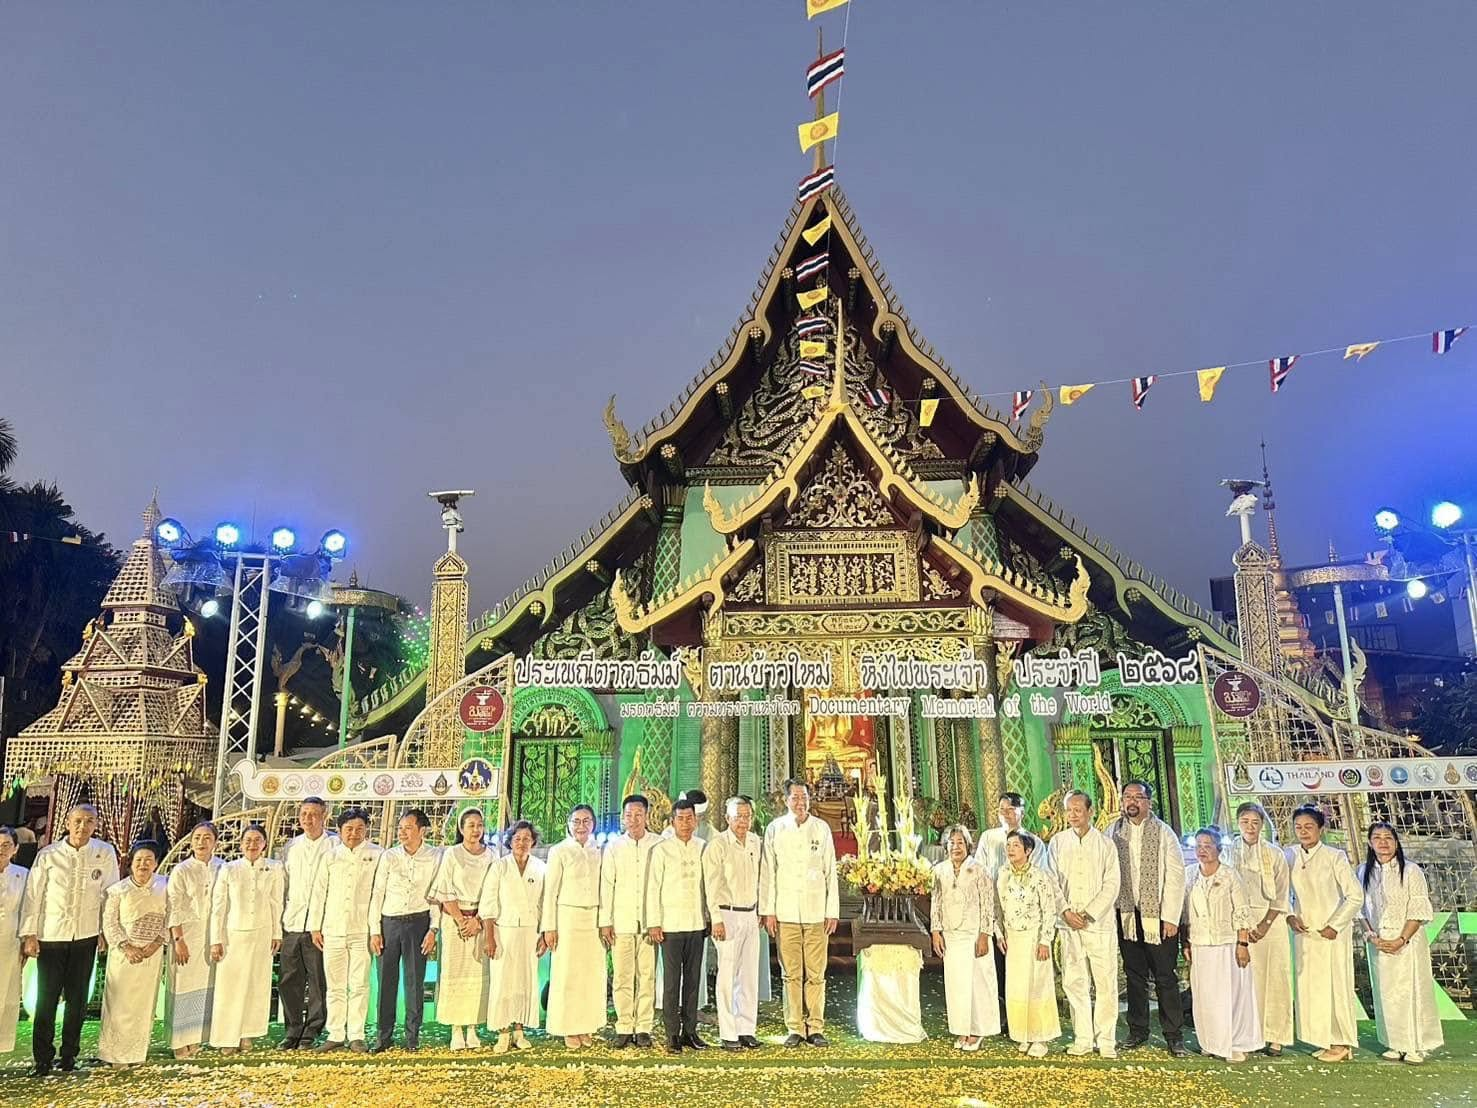 ประเพณีตากธัมม์ ตานข้าวใหม่ หิงไฟพระเจ้า ประจำปี ๒๕๖๘
มรดกธัมม์ ความทรงจำแห่งโลก Documentary Memorial of the World
THAILAND